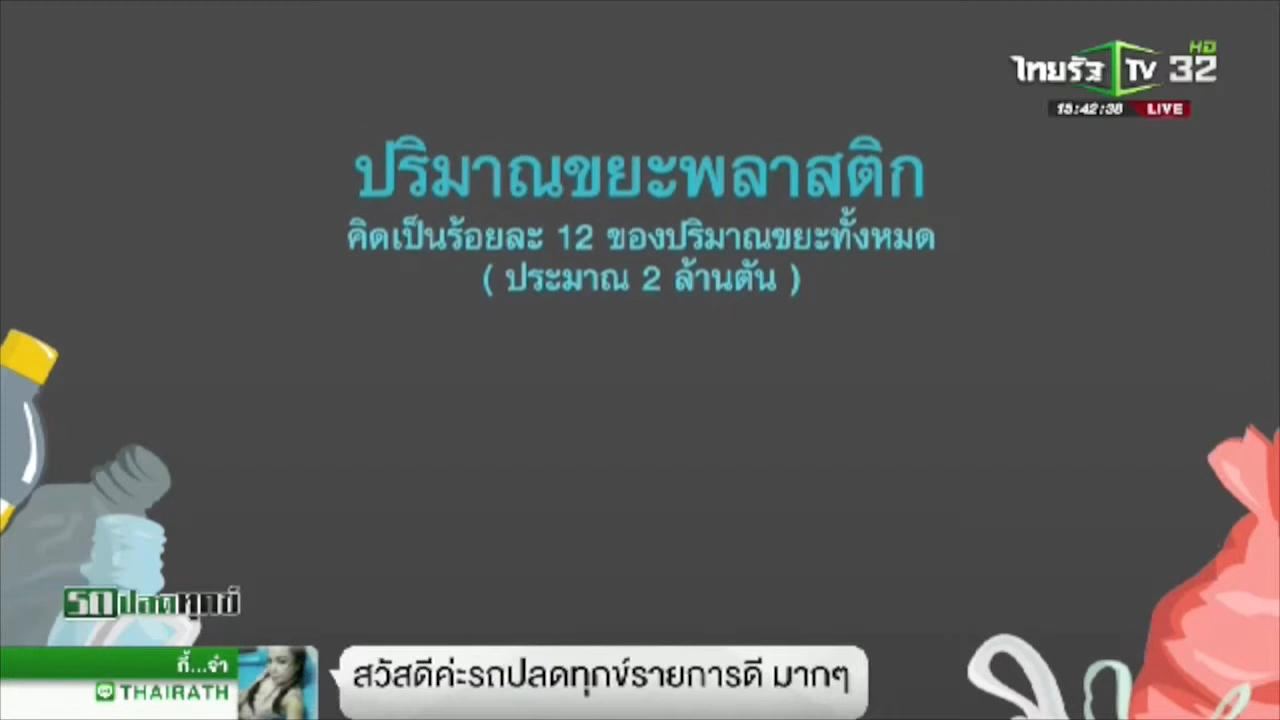 ไทยรัฐ TV HD 32
15:42:38 LIVE
ปริมาณขยะพลาสติก
คิดเป็นร้อยละ 12 ของปริมาณขยะทั้งหมด
( ประมาณ 2 ล้านตัน )
รถปลดทุกข์
กี้...จ๋า
THAIRATH
สวัสดีค่ะรถปลดทุกข์รายการดี มากๆ